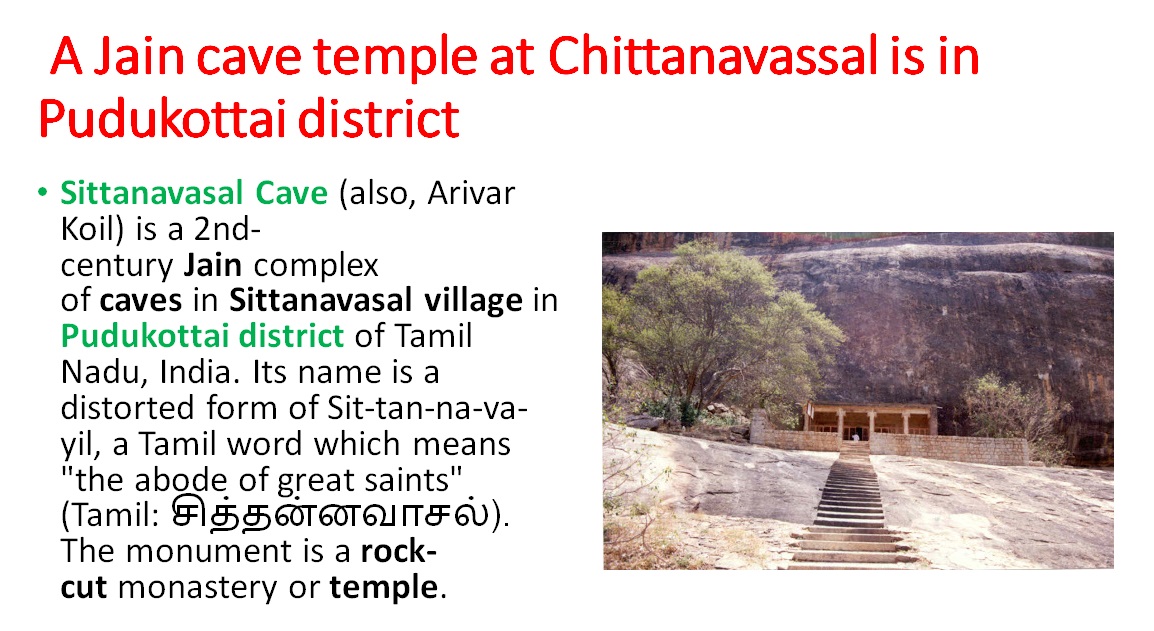 A Jain cave temple at Chittanavassal is in
Pudukottai district
• Sittanavasal Cave (also, Arivar
Koil) is a 2nd-
century Jain complex
of caves in Sittanavasal village in
Pudukottai district of Tamil
Nadu, India. Its name is a
distorted form of Sit-tan-na-va-
yil, a Tamil word which means
"the abode of great saints"
(Tamil: சித்தன்னவாசல்).
The monument is a rock-
cut monastery or temple.